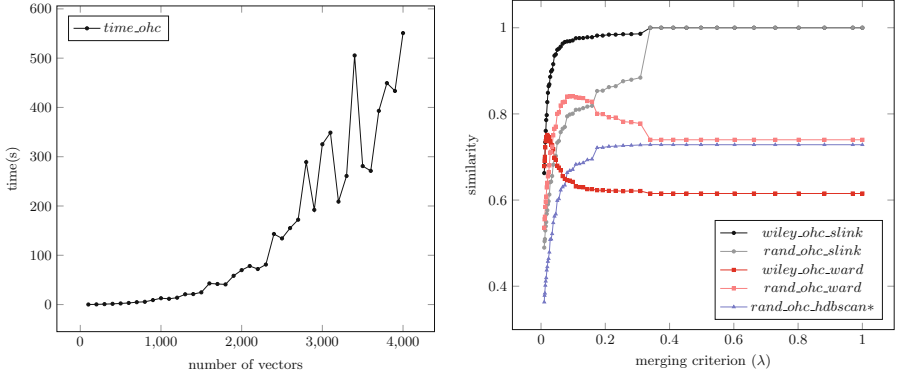 600
500
400
300
200
100
0
time(s)
time_ohc
0
1,000
2,000
3,000
4,000
number of vectors
1
0.8
0.6
0.4
similarity
wiley_ohc_slink
rand_ohc_slink
wiley_ohc_ward
rand_ohc_ward
rand_ohc_hdbscan*
0
0.2
0.4
0.6
0.8
1
merging criterion (λ)